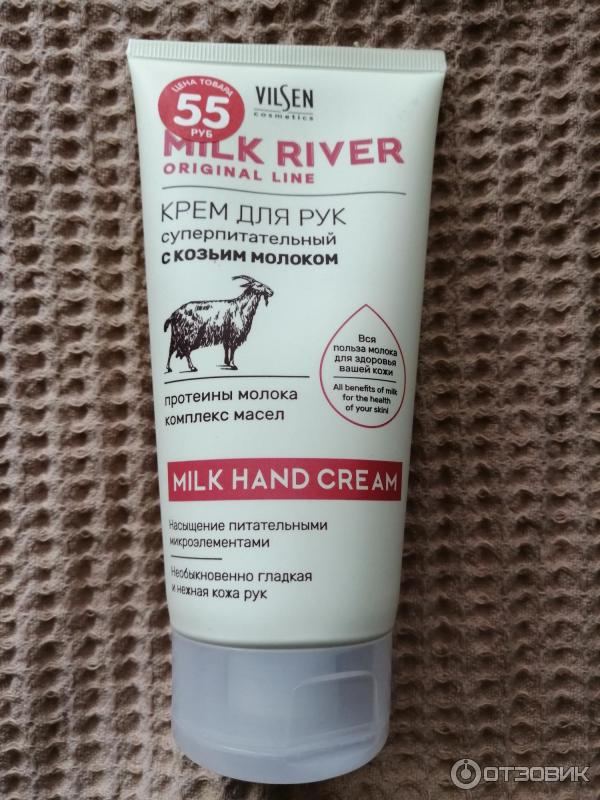 ЦЕНА ТОВАРА
55
РУБ
VILSEN
cosmetics
MILK RIVER
ORIGINAL LINE
КРЕМ ДЛЯ РУК
суперпитательный
с козьим молоком
Вся
польза молока
для здоровья
вашей кожи
All benefits of milk
for the health
of your skin!
протеины молока
комплекс масел
MILK HAND CREAM
Насыщение питательными
микроэлементами
Необыкновенно гладкая
и нежная кожа рук
ОТЗОВИК